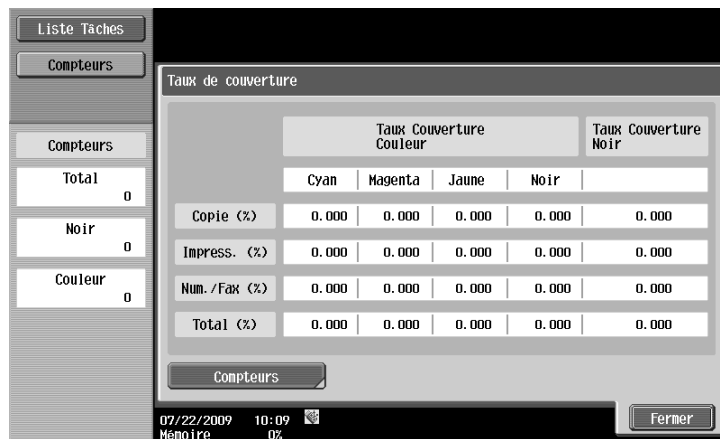 Liste Tâches
Compteurs
Compteurs
Total
0
Noir
0
Couleur
0
Taux de couverture
Taux Couverture
Couleur
Taux Couverture
Noir
Cyan Magenta Jaune Noir
Copie (%) 0.000 0.000 0.000 0.000 0.000
Impress. (%) 0.000 0.000 0.000 0.000 0.000
Num./Fax (%) 0.000 0.000 0.000 0.000 0.000
Total (%) 0.000 0.000 0.000 0.000 0.000
Compteurs
07/22/2009 10:09
Mémoire 0%
Fermer